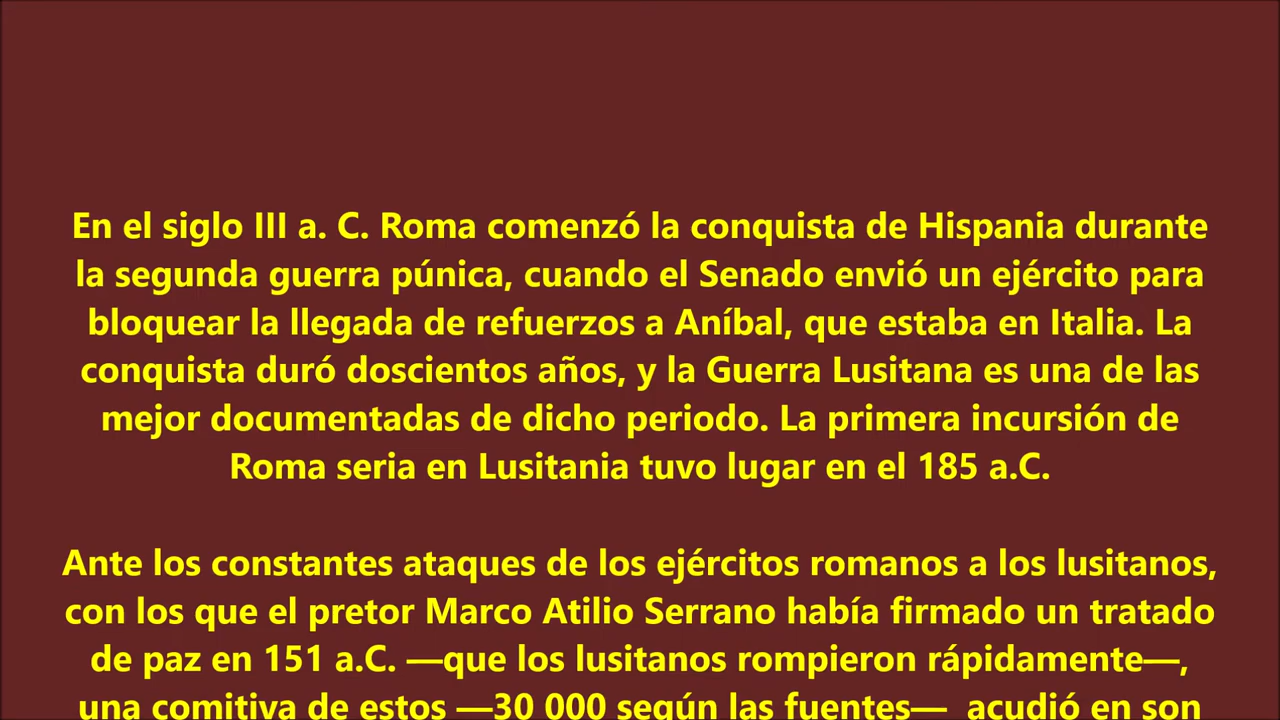 En el siglo III a. C. Roma comenzó la conquista de Hispania durante
la segunda guerra púnica, cuando el Senado envió un ejército para
bloquear la llegada de refuerzos a Aníbal, que estaba en Italia. La
conquista duró doscientos años, y la Guerra Lusitana es una de las
mejor documentadas de dicho periodo. La primera incursión de
Roma seria en Lusitania tuvo lugar en el 185 a.C.
Ante los constantes ataques de los ejércitos romanos a los lusitanos,
con los que el pretor Marco Atilio Serrano había firmado un tratado
de paz en 151 a.C. —que los lusitanos rompieron rápidamente—,
una comitiva de estos —30 000 según las fuentes— acudió en son